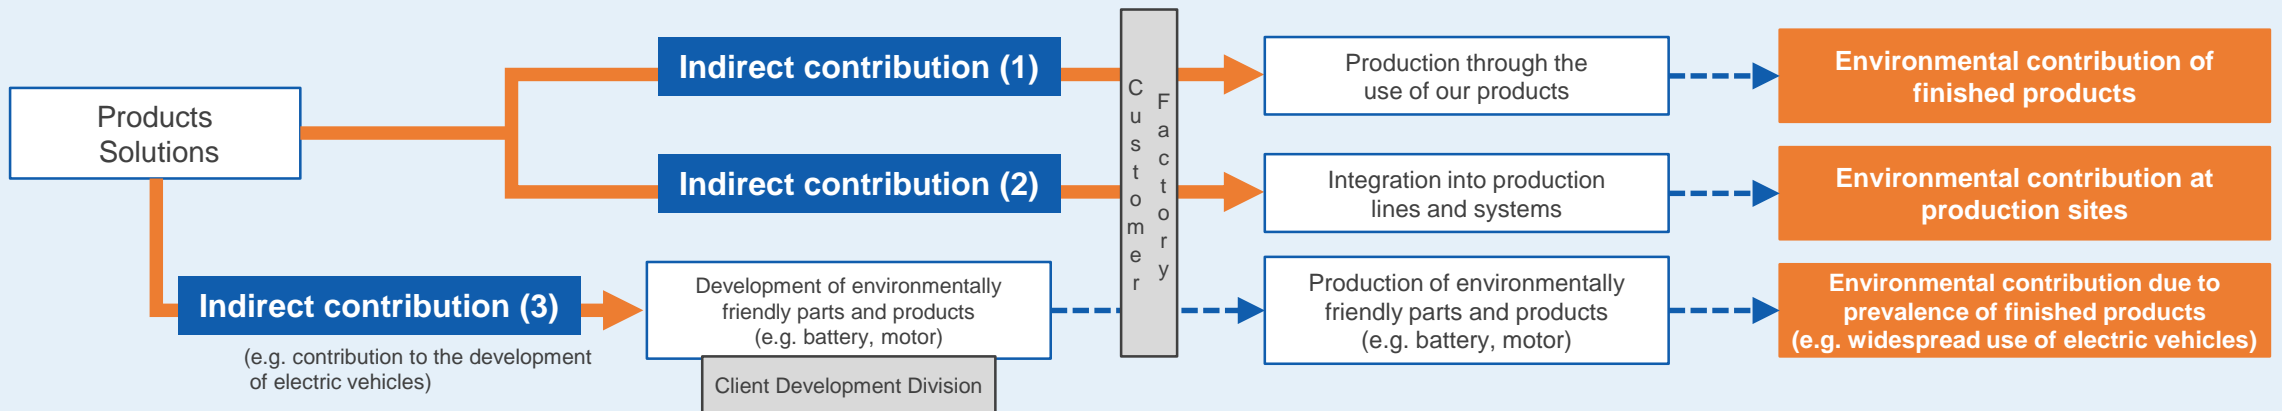 Products
Solutions
Indirect contribution (1)
Customer
Factory
Production through the
use of our products
Environmental contribution of
finished products
Indirect contribution (2)
Integration into production
lines and systems
Environmental contribution at
production sites
Indirect contribution (3)
(e.g. contribution to the development
of electric vehicles)
Development of environmentally
friendly parts and products
(e.g. battery, motor)
Client Development Division
Production of environmentally
friendly parts and products
(e.g. battery, motor)
Environmental contribution due to
prevalence of finished products
(e.g. widespread use of electric vehicles)